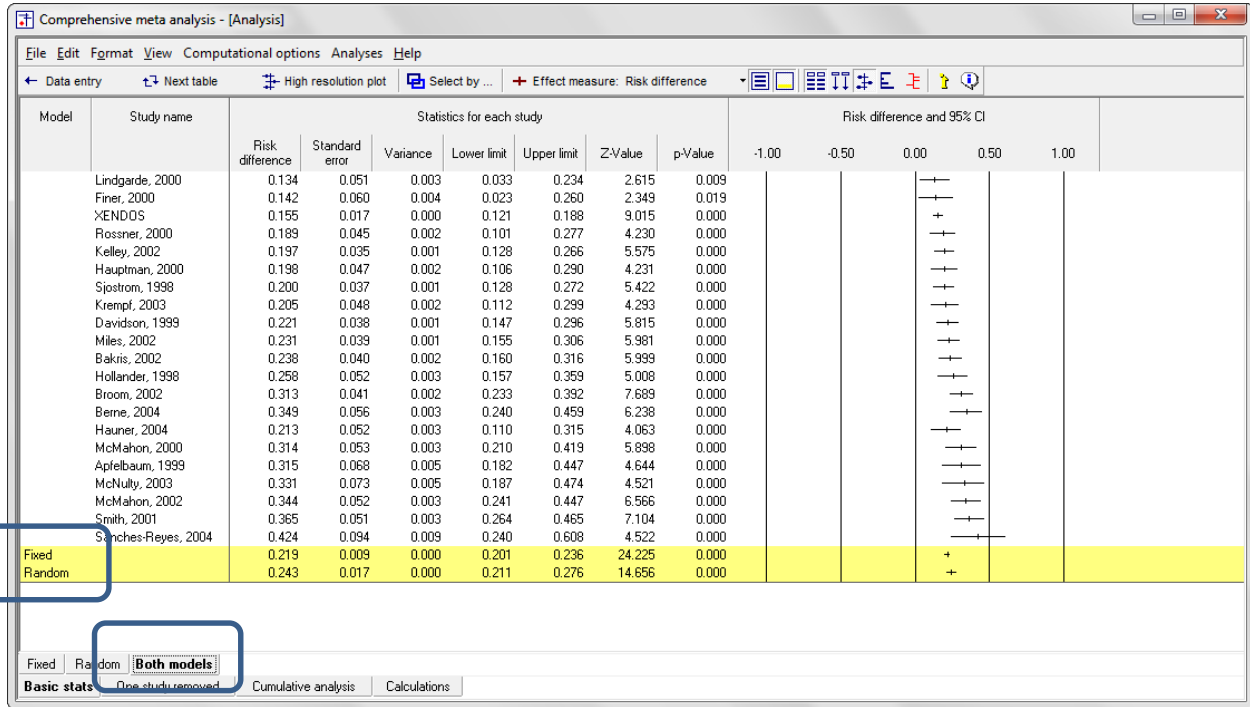 Comprehensive meta analysis - [Analysis]
File Edit Format View Computational options Analyses Help
Data entry Next table High resolution plot Select by ... Effect measure: Risk difference
Model Study name Statistics for each study Risk difference and 95% CI
Risk difference Standard error Variance Lower limit Upper limit Z-Value p-Value -1.00 -0.50 0.00 0.50 1.00
Lindgarde, 2000 0.134 0.051 0.003 0.033 0.234 2.615 0.009
Finer, 2000 0.142 0.060 0.004 0.023 0.260 2.349 0.019
XENDOS 0.155 0.017 0.000 0.121 0.188 9.015 0.000
Rossner, 2000 0.189 0.045 0.002 0.101 0.277 4.230 0.000
Kelley, 2002 0.197 0.035 0.001 0.128 0.266 5.575 0.000
Hauptman, 2000 0.198 0.047 0.002 0.106 0.290 4.231 0.000
Sjostrom, 1998 0.200 0.037 0.001 0.128 0.272 5.422 0.000
Krempf, 2003 0.205 0.048 0.002 0.112 0.299 4.293 0.000
Davidson, 1999 0.221 0.038 0.001 0.147 0.296 5.815 0.000
Miles, 2002 0.231 0.039 0.001 0.155 0.306 5.981 0.000
Bakris, 2002 0.238 0.040 0.002 0.160 0.316 5.999 0.000
Hollander, 1998 0.258 0.052 0.003 0.157 0.359 5.008 0.000
Broom, 2002 0.313 0.041 0.002 0.233 0.392 7.689 0.000
Berne, 2004 0.349 0.056 0.003 0.240 0.459 6.238 0.000
Hauner, 2004 0.213 0.052 0.003 0.110 0.315 4.063 0.000
McMahon, 2000 0.314 0.053 0.003 0.210 0.419 5.898 0.000
Apfelbaum, 1999 0.315 0.068 0.005 0.182 0.447 4.644 0.000
McNulty, 2003 0.331 0.073 0.005 0.187 0.474 4.521 0.000
McMahon, 2002 0.344 0.052 0.003 0.241 0.447 6.566 0.000
Smith, 2001 0.365 0.051 0.003 0.264 0.465 7.104 0.000
Sanches-Reyes, 2004 0.424 0.094 0.009 0.240 0.608 4.522 0.000
Fixed 0.219 0.009 0.000 0.201 0.236 24.225 0.000
Random 0.243 0.017 0.000 0.211 0.276 14.656 0.000
Fixed Random Both models
Basic stats One study removed Cumulative analysis Calculations